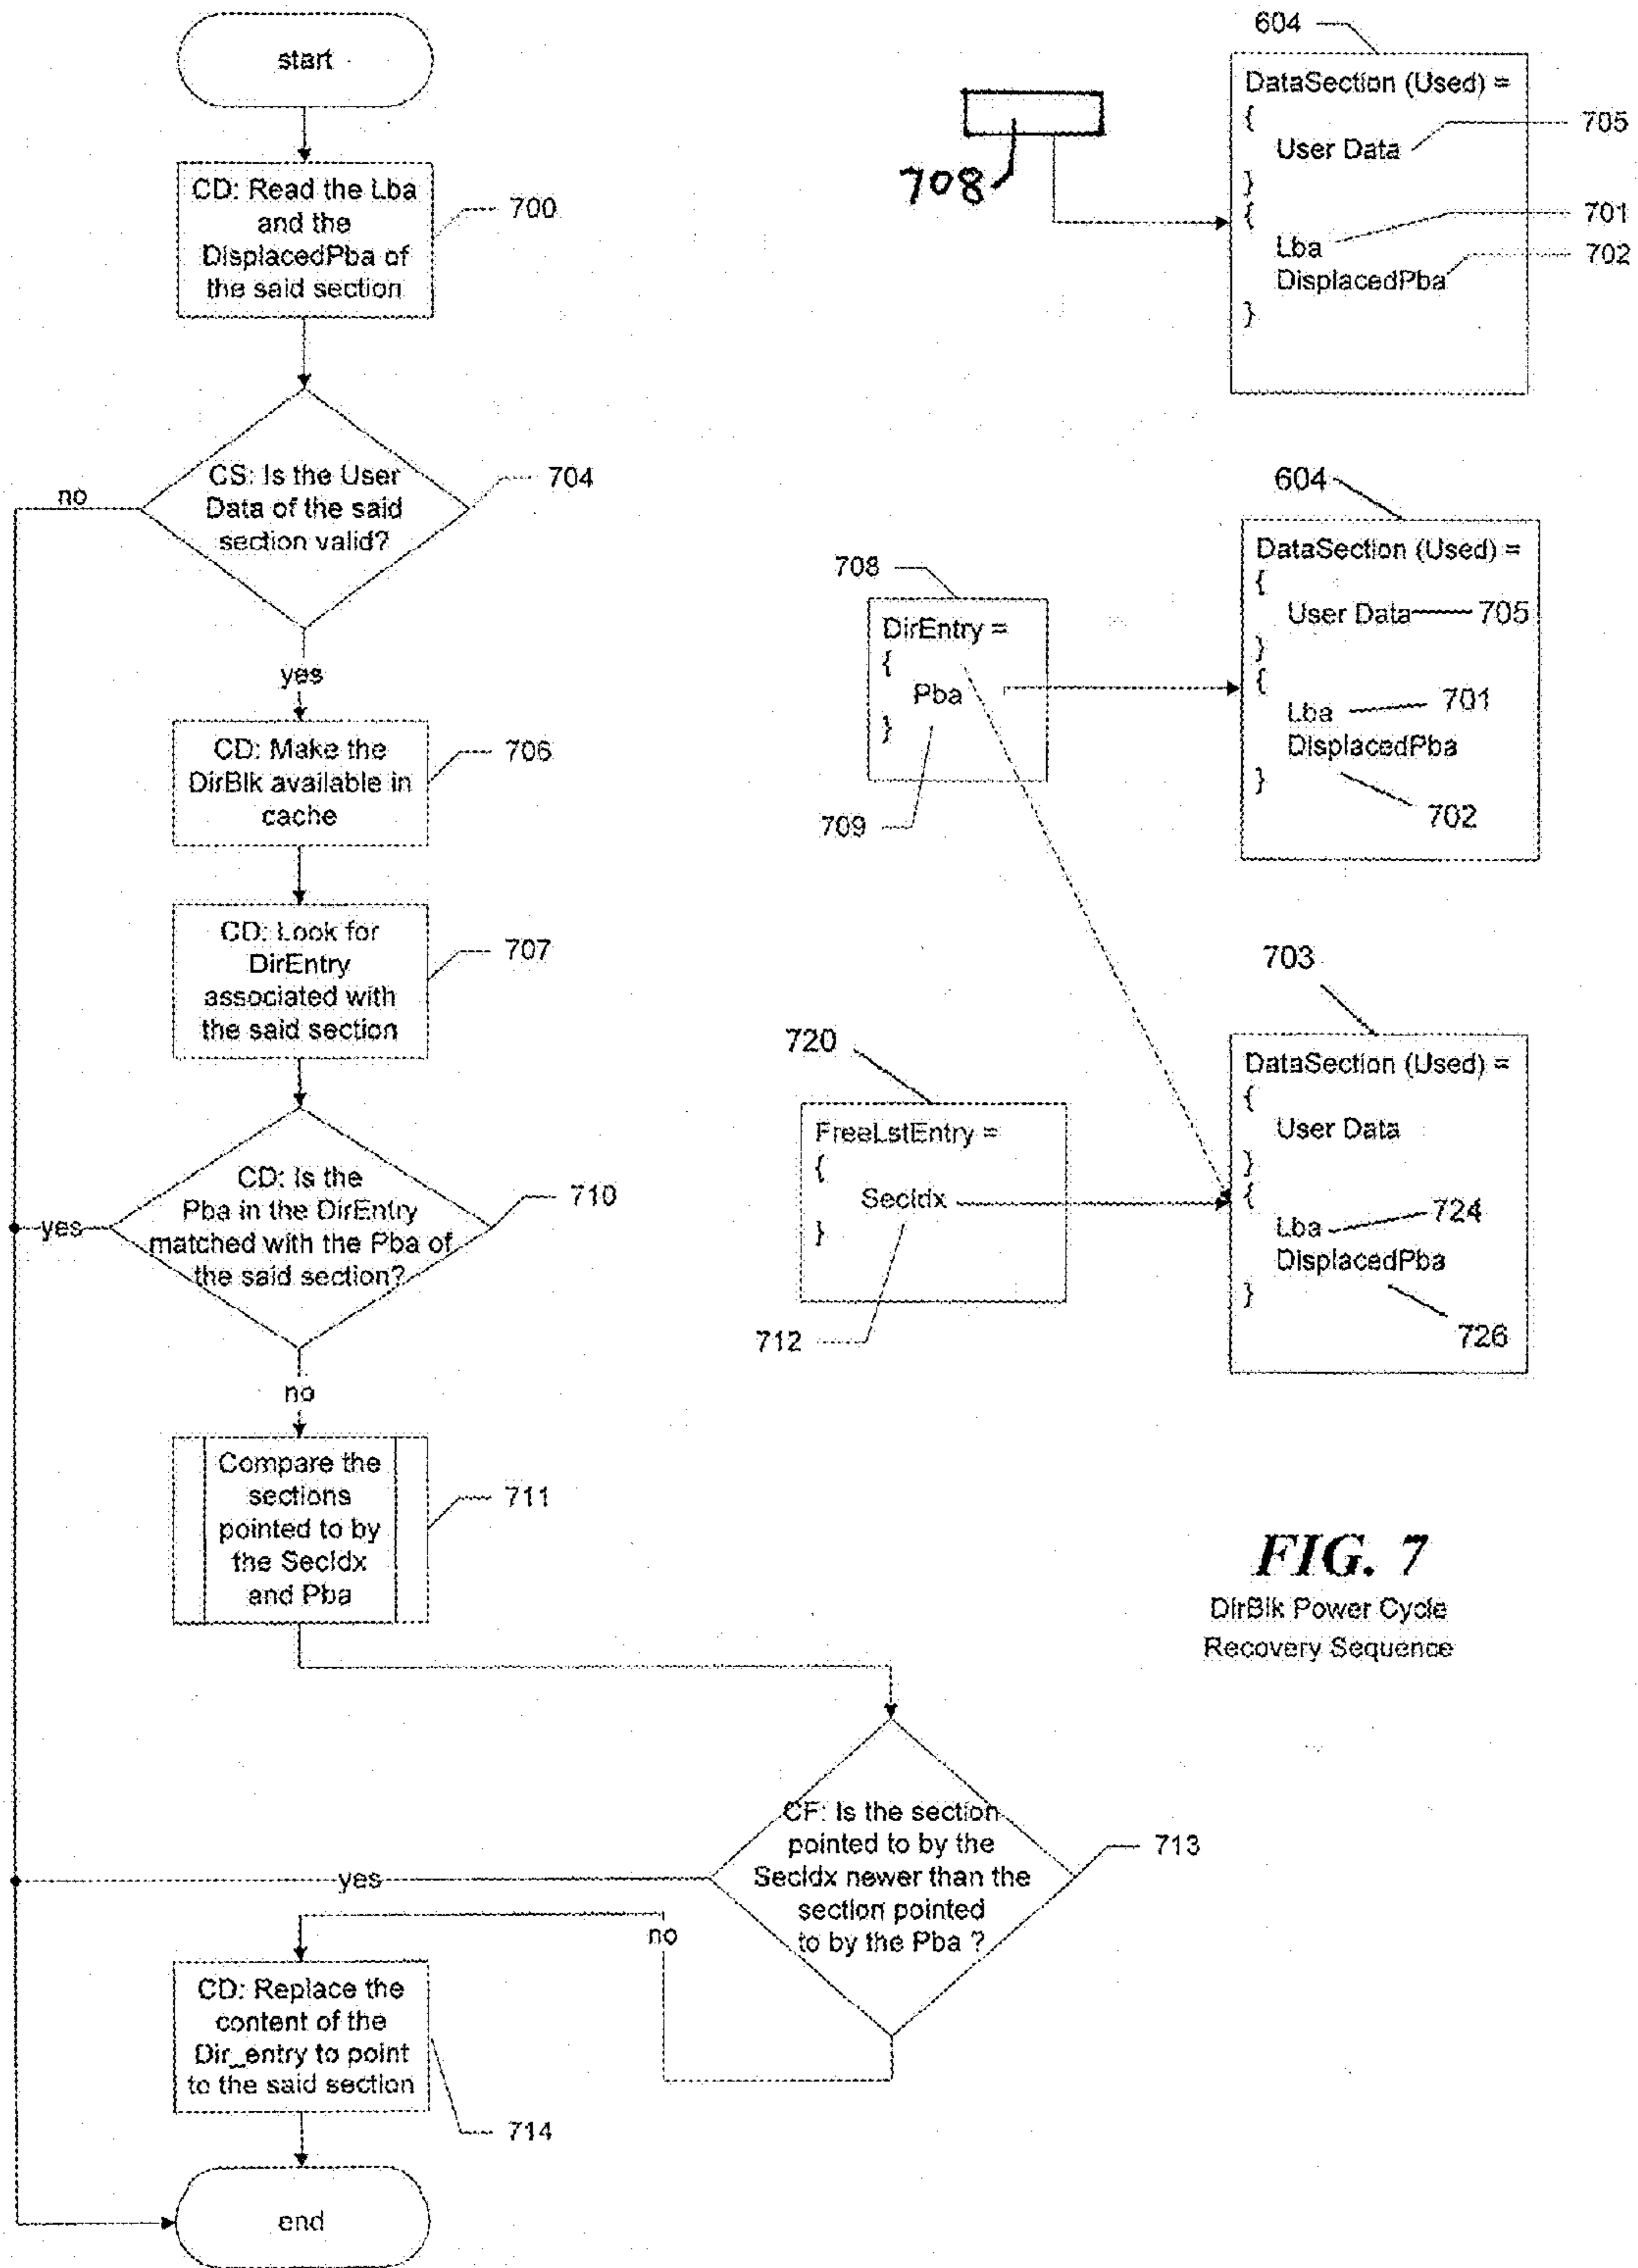 start
CD: Read the Lba
and the
DisplacedPba of
the said section
700
CS: Is the User
Data of the said
section valid?
704
no
yes
CD: Make the
DirBlk available in
cache
706
CD: Look for
DirEntry
associated with
the said section
707
CD: Is the
Pba in the DirEntry
matched with the Pba of
the said section?
710
yes
no
Compare the
sections
pointed to by
the SecIdx
and Pba
711
CF: Is the section
pointed to by the
SecIdx newer than the
section pointed
to by the Pba ?
713
yes
no
CD: Replace the
content of the
Dir_entry to point
to the said section
714
end
604
708
DataSection (Used) =
{
User Data
705
}
{
Lba
701
DisplacedPba
702
}
604
DataSection (Used) =
{
User Data
705
}
{
Lba
701
DisplacedPba
}
702
708
DirEntry =
{
Pba
}
709
703
DataSection (Used) =
{
User Data
}
{
Lba
724
DisplacedPba
}
726
720
FreeLstEntry =
{
SecIdx
}
712
FIG. 7
DirBlk Power Cycle
Recovery Sequence